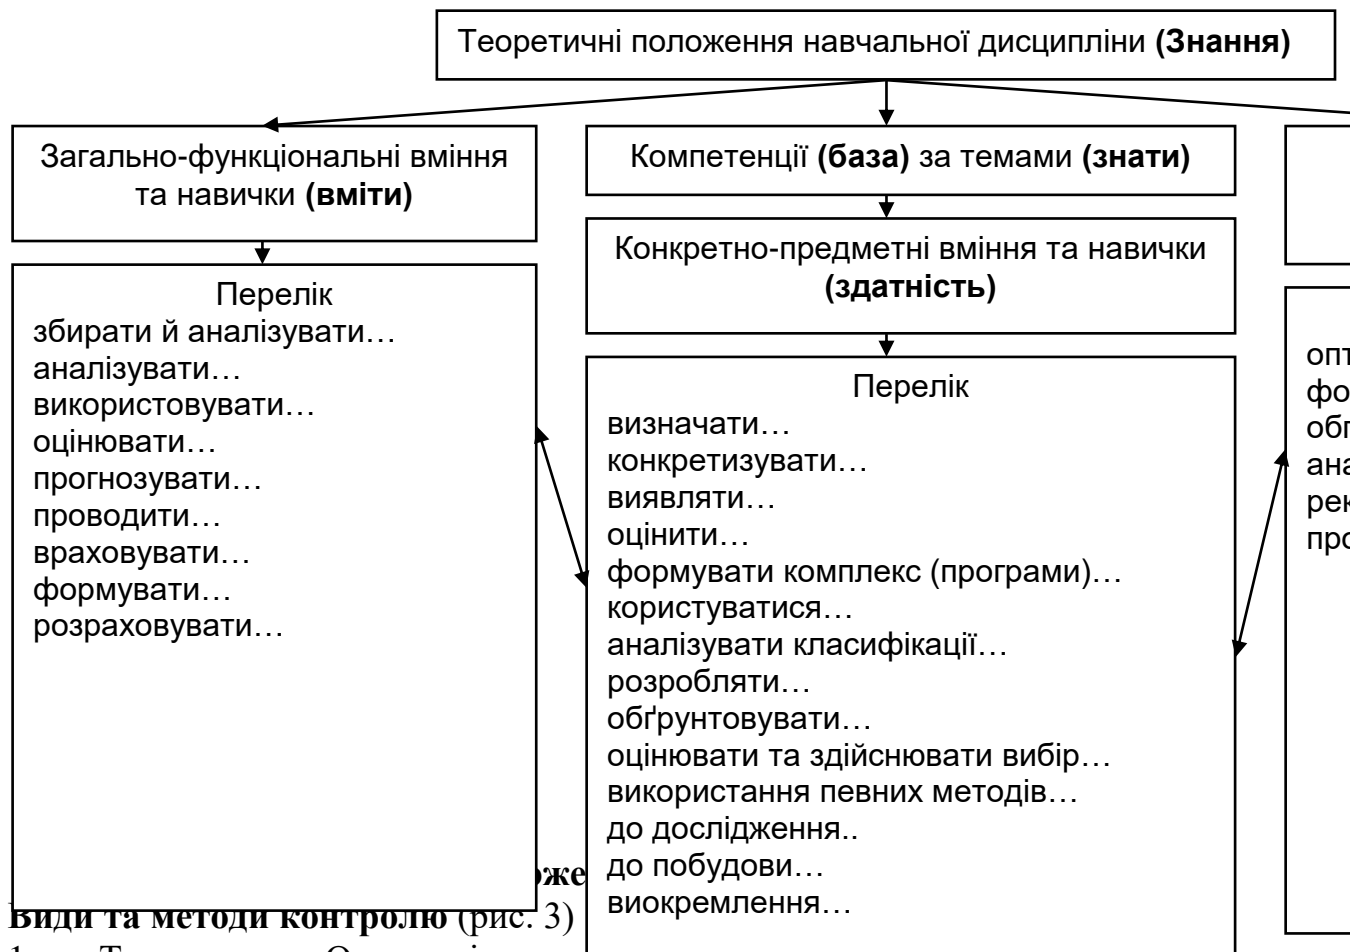 Теоретичні положення навчальної дисципліни (Знання)
Загально-функціональні вміння
та навички (вміти)
Перелік
збирати й аналізувати…
аналізувати…
використовувати…
оцінювати…
прогнозувати…
проводити…
враховувати…
формувати…
розраховувати…
Компетенції (база) за темами (знати)
Конкретно-предметні вміння та навички
(здатність)
Перелік
визначати…
конкретизувати…
виявляти…
оцінити…
формувати комплекс (програми)…
користуватися…
аналізувати класифікації…
розробляти…
обґрунтовувати…
оцінювати та здійснювати вибір…
використання певних методів…
до дослідження..
до побудови…
виокремлення…
Види та методи контролю (рис. 3)